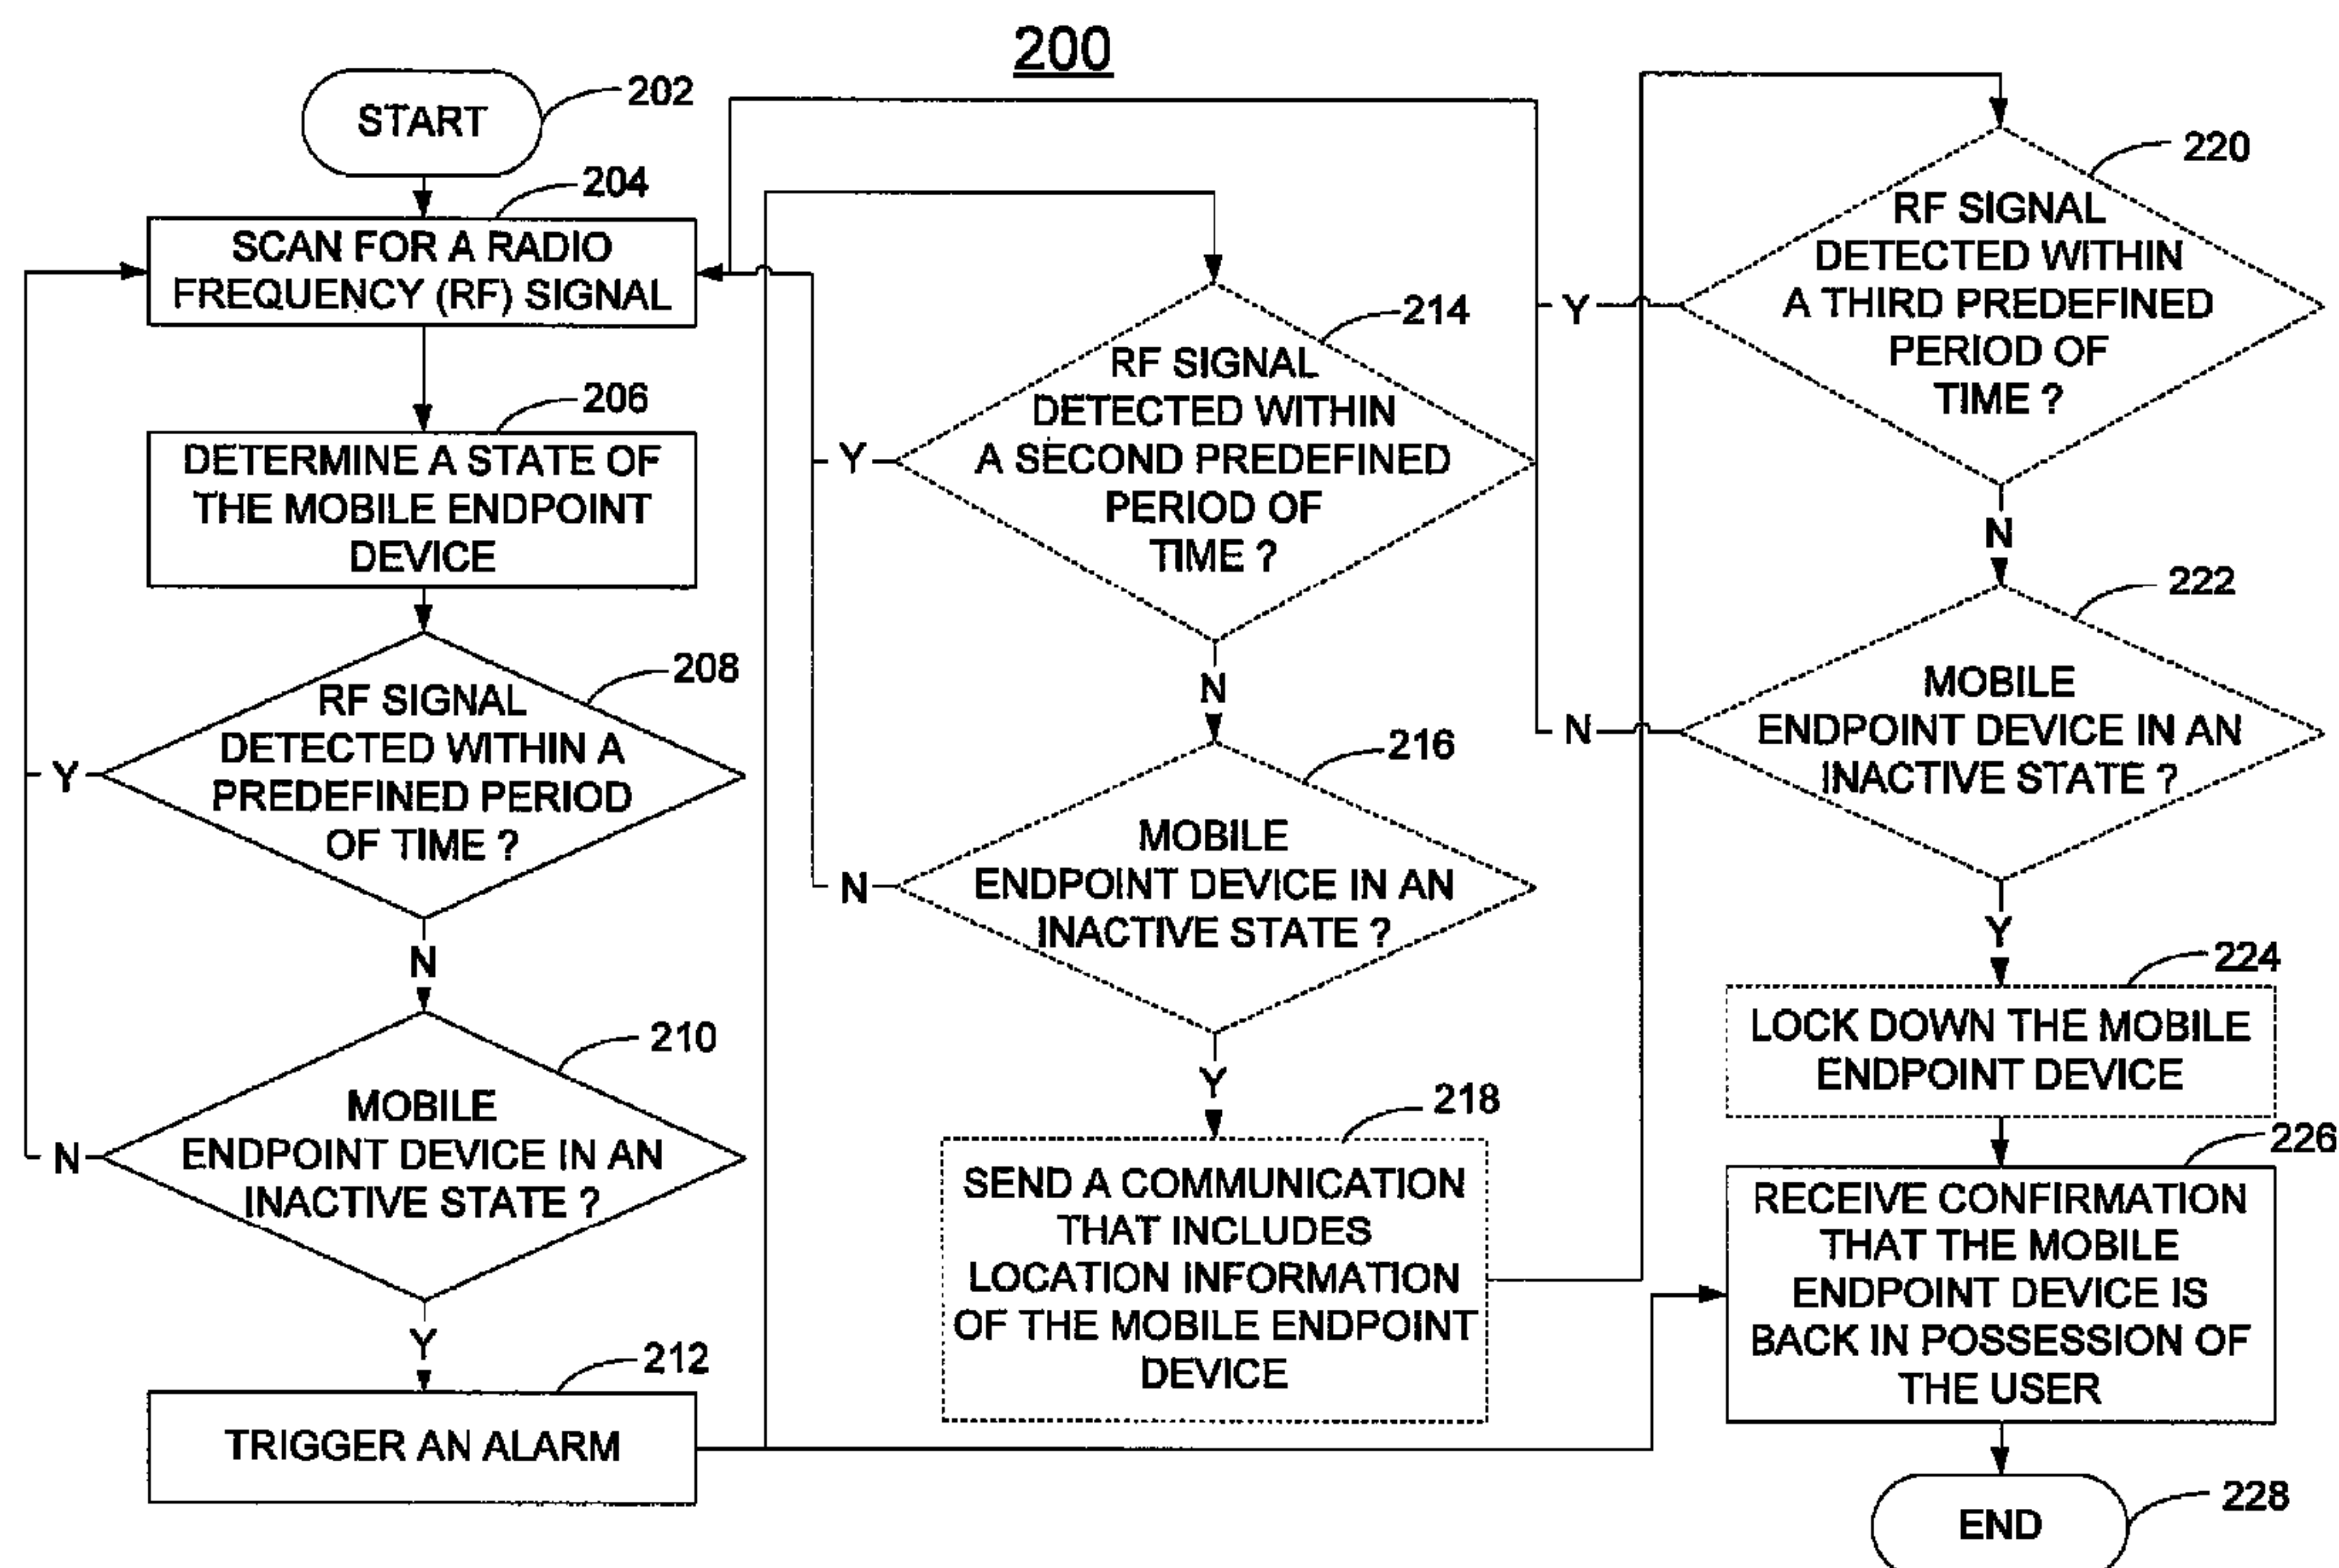 200
START
202
204
SCAN FOR A RADIO
FREQUENCY (RF) SIGNAL
206
DETERMINE A STATE OF
THE MOBILE ENDPOINT
DEVICE
208
RF SIGNAL
DETECTED WITHIN A
PREDEFINED PERIOD
OF TIME ?
Y
N
210
MOBILE
ENDPOINT DEVICE IN AN
INACTIVE STATE ?
N
Y
212
TRIGGER AN ALARM
214
RF SIGNAL
DETECTED WITHIN
A SECOND PREDEFINED
PERIOD OF
TIME ?
Y
N
216
MOBILE
ENDPOINT DEVICE IN AN
INACTIVE STATE ?
N
Y
218
SEND A COMMUNICATION
THAT INCLUDES
LOCATION INFORMATION
OF THE MOBILE ENDPOINT
DEVICE
220
RF SIGNAL
DETECTED WITHIN
A THIRD PREDEFINED
PERIOD OF
TIME ?
Y
N
222
MOBILE
ENDPOINT DEVICE IN AN
INACTIVE STATE ?
N
Y
224
LOCK DOWN THE MOBILE
ENDPOINT DEVICE
226
RECEIVE CONFIRMATION
THAT THE MOBILE
ENDPOINT DEVICE IS
BACK IN POSSESSION OF
THE USER
END
228